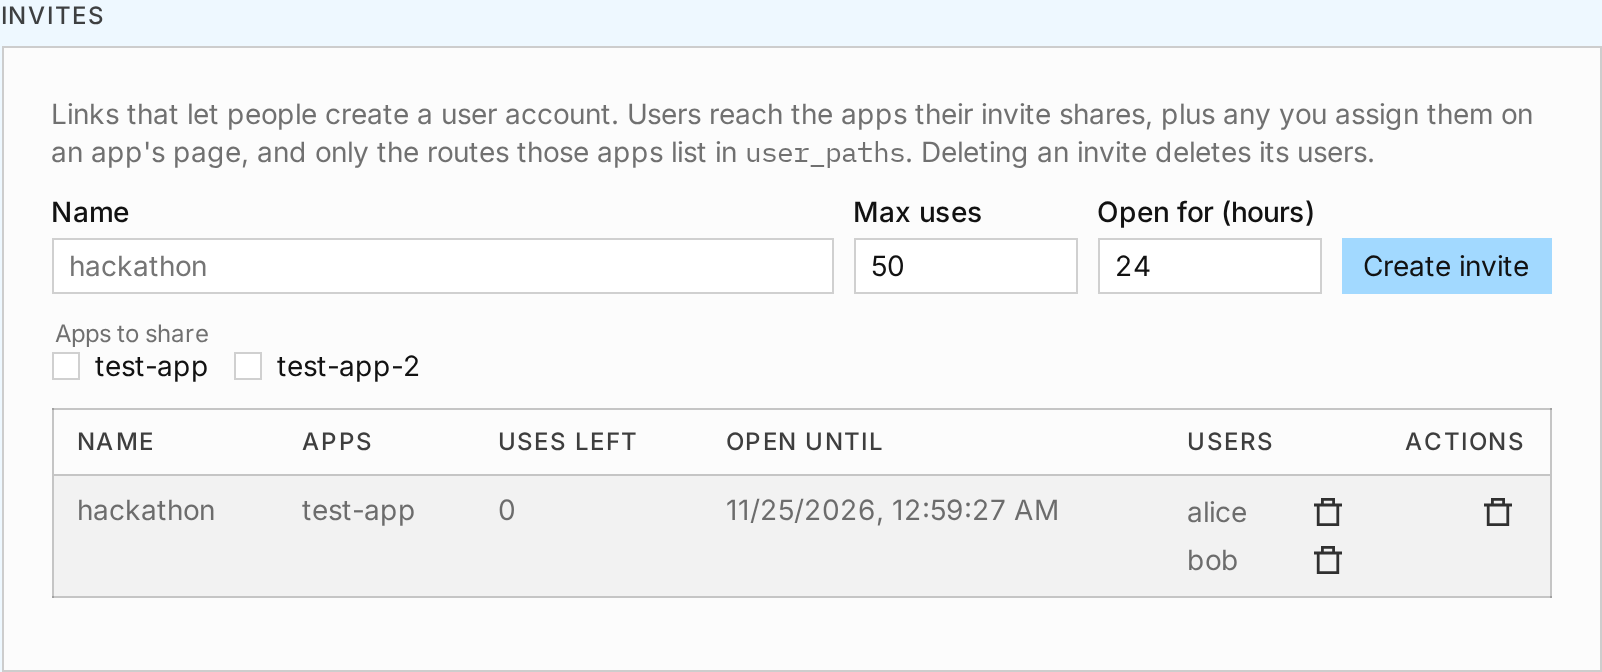 INVITES
Links that let people create a user account. Users reach the apps their invite shares, plus any you assign them on
an app's page, and only the routes those apps list in user_paths. Deleting an invite deletes its users.
Name Max uses Open for (hours)
hackathon 50 24 Create invite
Apps to share
test-app test-app-2
NAME APPS USES LEFT OPEN UNTIL USERS ACTIONS
hackathon test-app 0 11/25/2026, 12:59:27 AM alice
bob